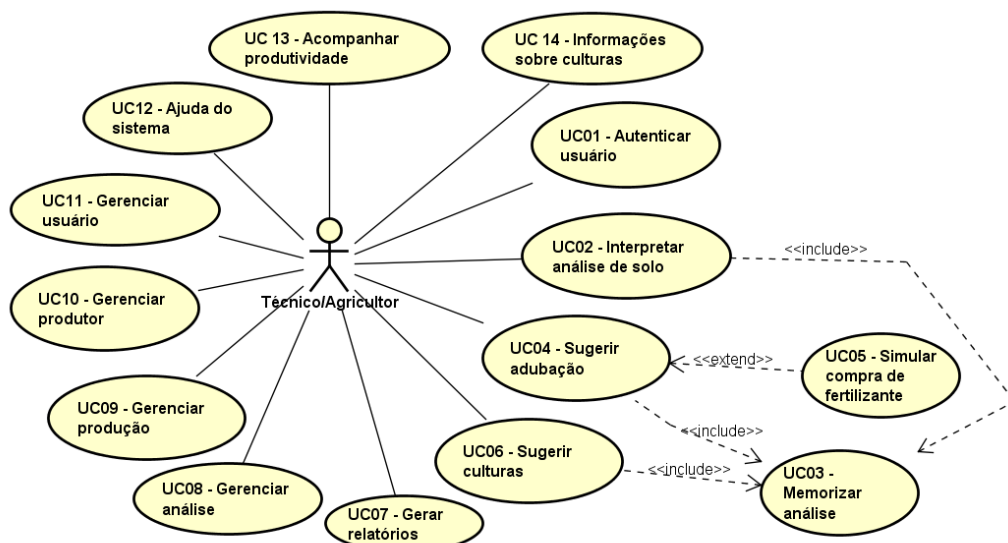 UC 13 - Acompanhar
produtividade
UC 14 - Informações
sobre culturas
UC12 - Ajuda do
sistema
UC01 - Autenticar
usuário
UC11 - Gerenciar
usuário
UC02 - Interpretar
análise de solo
<<include>>
UC10 - Gerenciar
produtor
Técnico/Agricultor
UC04 - Sugerir
adubação
<<extend>>
UC05 - Simular
compra de
fertilizante
UC09 - Gerenciar
produção
<<include>>
UC06 - Sugerir
culturas
<<include>>
UC03 -
Memorizar
análise
UC08 - Gerenciar
análise
UC07 - Gerar
relatórios